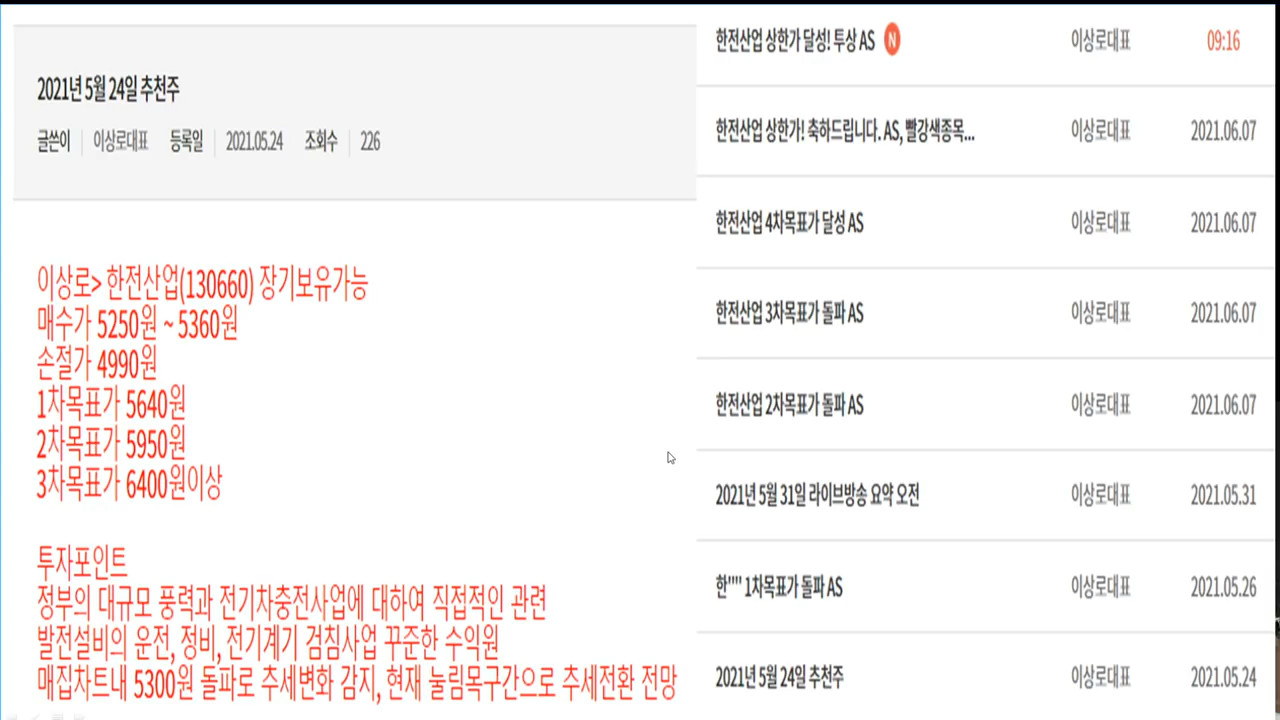 2021년 5월 24일 추천주
글쓴이 이상로대표 등록일 2021.05.24 조회수 226
이상로> 한전산업(130660) 장기보유가능
매수가 5250원 ~ 5360원
손절가 4990원
1차목표가 5640원
2차목표가 5950원
3차목표가 6400원이상
투자포인트
정부의 대규모 풍력과 전기차충전사업에 대하여 직접적인 관련
발전설비의 운전, 정비, 전기계기 검침사업 꾸준한 수익원
매집차트내 5300원 돌파로 추세변화 감지, 현재 눌림목구간으로 추세전환 전망
한전산업 상한가 달성! 투상 AS N 이상로대표 09:16
한전산업 상한가! 축하드립니다. AS, 빨강색종목... 이상로대표 2021.06.07
한전산업 4차목표가 달성 AS 이상로대표 2021.06.07
한전산업 3차목표가 돌파 AS 이상로대표 2021.06.07
한전산업 2차목표가 돌파 AS 이상로대표 2021.06.07
2021년 5월 31일 라이브방송 요약 오전 이상로대표 2021.05.31
한"" 1차목표가 돌파 AS 이상로대표 2021.05.26
2021년 5월 24일 추천주 이상로대표 2021.05.24